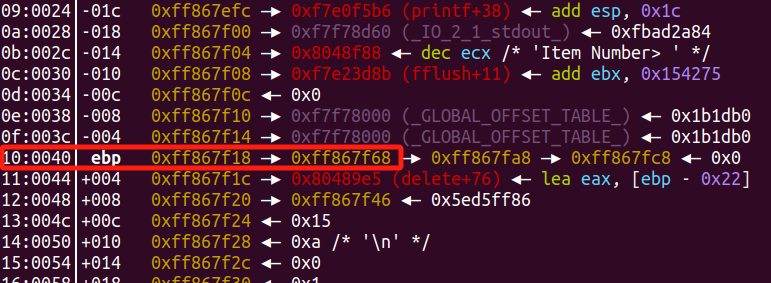 09:0024│-01c 0xff867efc —▸ 0xf7e0f5b6 (printf+38) ◂— add esp, 0x1c
0a:0028│-018 0xff867f00 —▸ 0xf7f78d60 (_IO_2_1_stdout_) ◂— 0xfbad2a84
0b:002c│-014 0xff867f04 —▸ 0x8048f88 ◂— dec ecx /* 'Item Number> ' */
0c:0030│-010 0xff867f08 —▸ 0xf7e23d8b (fflush+11) ◂— add ebx, 0x154275
0d:0034│-00c 0xff867f0c ◂— 0x0
0e:0038│-008 0xff867f10 —▸ 0xf7f78000 (_GLOBAL_OFFSET_TABLE_) ◂— 0x1b1db0
0f:003c│-004 0xff867f14 —▸ 0xf7f78000 (_GLOBAL_OFFSET_TABLE_) ◂— 0x1b1db0
10:0040│ ebp 0xff867f18 —▸ 0xff867f68 —▸ 0xff867fa8 —▸ 0xff867fc8 ◂— 0x0
11:0044│+004 0xff867f1c —▸ 0x80489e5 (delete+76) ◂— lea eax, [ebp - 0x22]
12:0048│+008 0xff867f20 —▸ 0xff867f46 ◂— 0x5ed5ff86
13:004c│+00c 0xff867f24 ◂— 0x15
14:0050│+010 0xff867f28 ◂— 0xa /* '\n' */
15:0054│+014 0xff867f2c ◂— 0x0